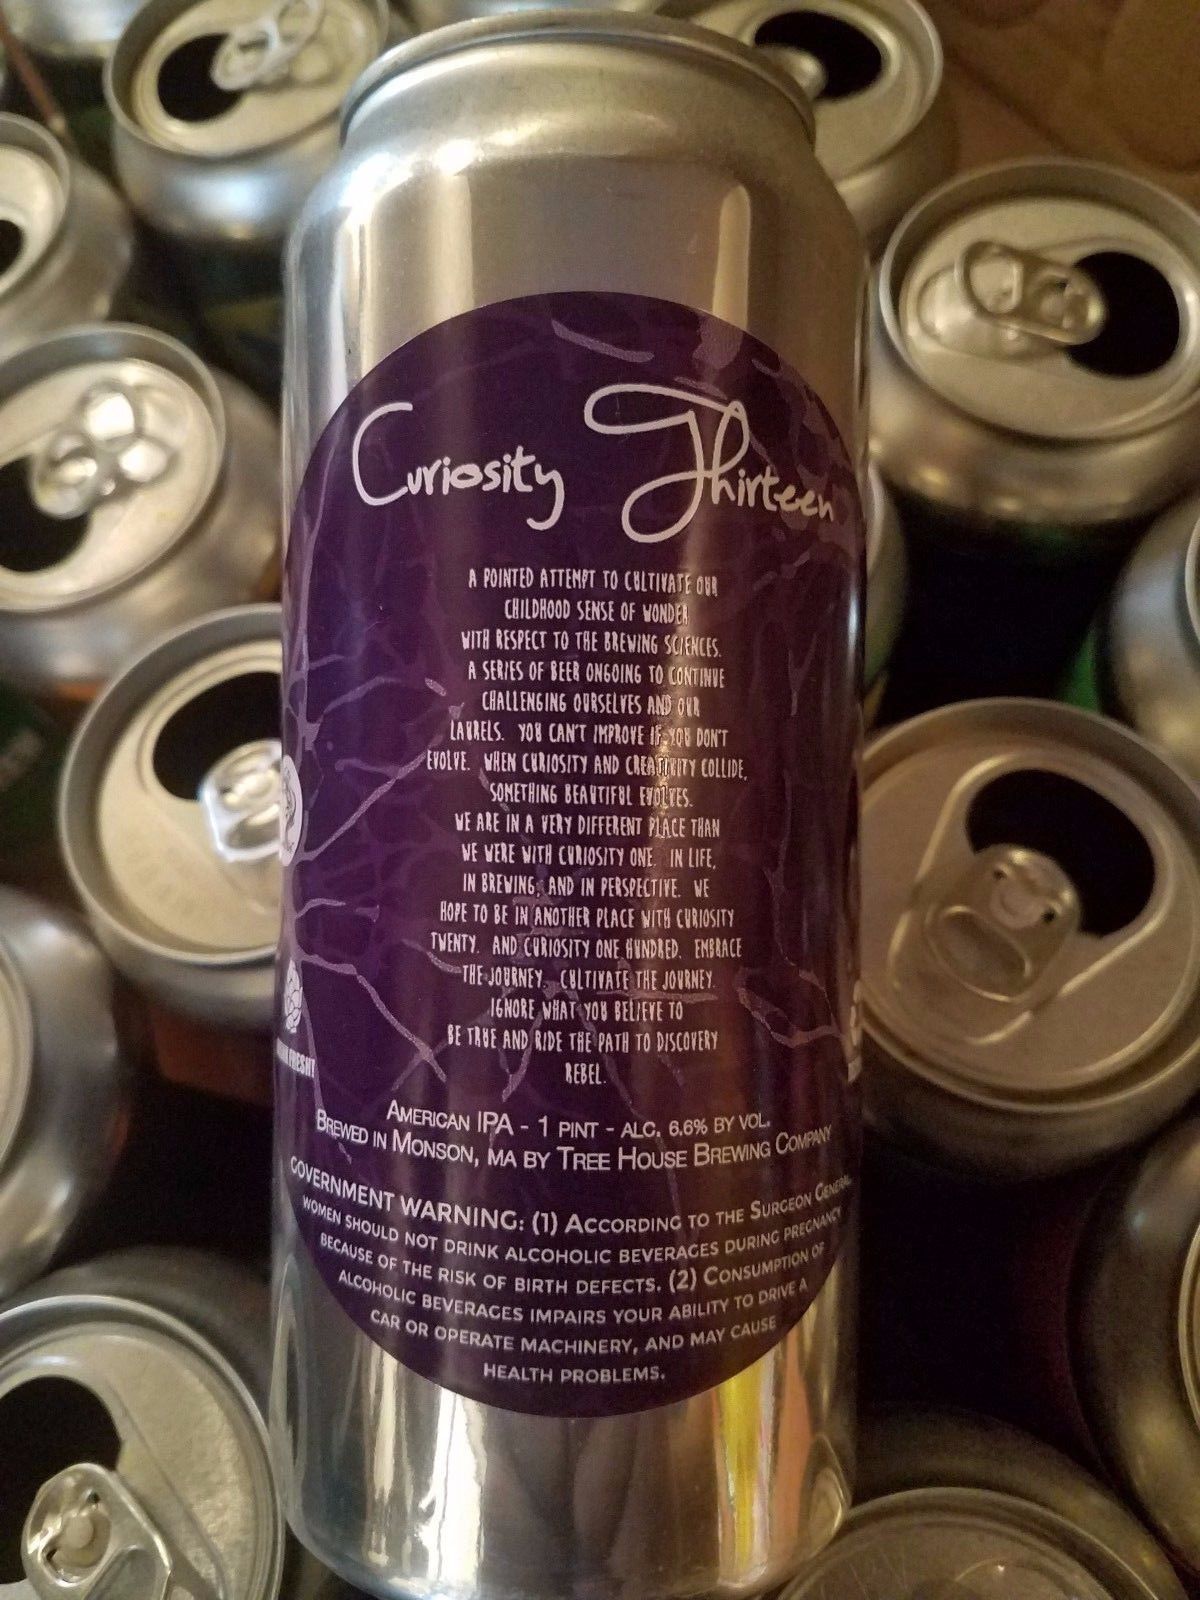 Curiosity Thirteen
A POINTED ATTEMPT TO CULTIVATE OUR
CHILDHOOD SENSE OF WONDER
WITH RESPECT TO THE BREWING SCIENCES.
A SERIES OF BEER ONGOING TO CONTINUE
CHALLENGING OURSELVES AND OUR
LAURELS. YOU CAN'T IMPROVE IF YOU DON'T
EVOLVE. WHEN CURIOSITY AND CREATIVITY COLLIDE,
SOMETHING BEAUTIFUL EVOLVES.
WE ARE IN A VERY DIFFERENT PLACE THAN
WE WERE WITH CURIOSITY ONE. IN LIFE,
IN BREWING, AND IN PERSPECTIVE. WE
HOPE TO BE IN ANOTHER PLACE WITH CURIOSITY
TWENTY. AND CURIOSITY ONE HUNDRED. EMBRACE
THE JOURNEY. CULTIVATE THE JOURNEY.
IGNORE WHAT YOU BELIEVE TO
BE TRUE AND RIDE THE PATH TO DISCOVERY
REBEL.
FRESH!
AMERICAN IPA - 1 PINT - ALC. 6.6% BY VOL.
BREWED IN MONSON, MA BY TREE HOUSE BREWING COMPANY
GOVERNMENT WARNING: (1) ACCORDING TO THE SURGEON GENERAL
WOMEN SHOULD NOT DRINK ALCOHOLIC BEVERAGES DURING PREGNANCY
BECAUSE OF THE RISK OF BIRTH DEFECTS. (2) CONSUMPTION OF
ALCOHOLIC BEVERAGES IMPAIRS YOUR ABILITY TO DRIVE A
CAR OR OPERATE MACHINERY, AND MAY CAUSE
HEALTH PROBLEMS.